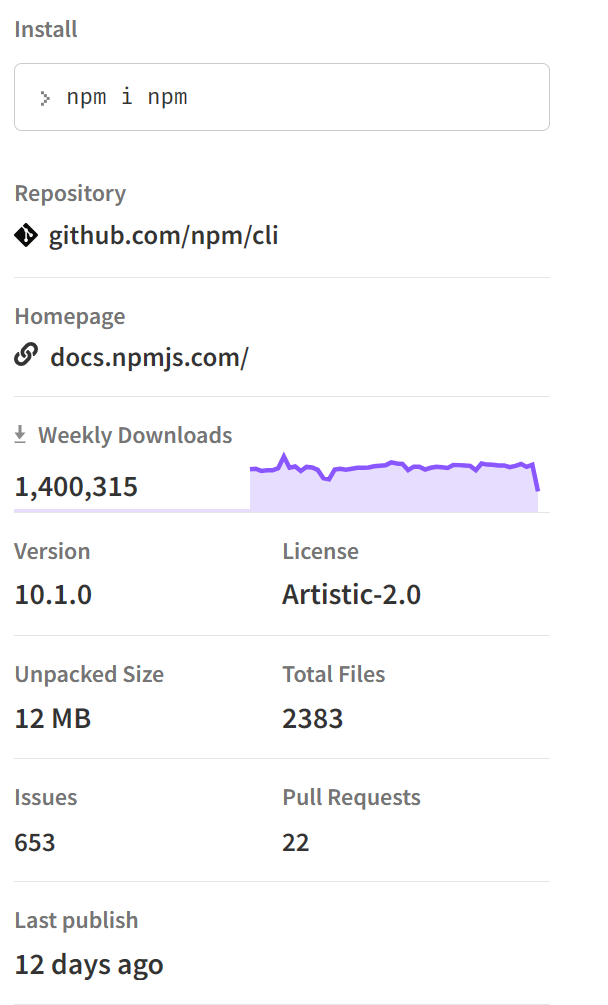 Install
> npm i npm
Repository
github.com/npm/cli
Homepage
docs.npmjs.com/
Weekly Downloads
1,400,315
Version License
10.1.0 Artistic-2.0
Unpacked Size Total Files
12 MB 2383
Issues Pull Requests
653 22
Last publish
12 days ago